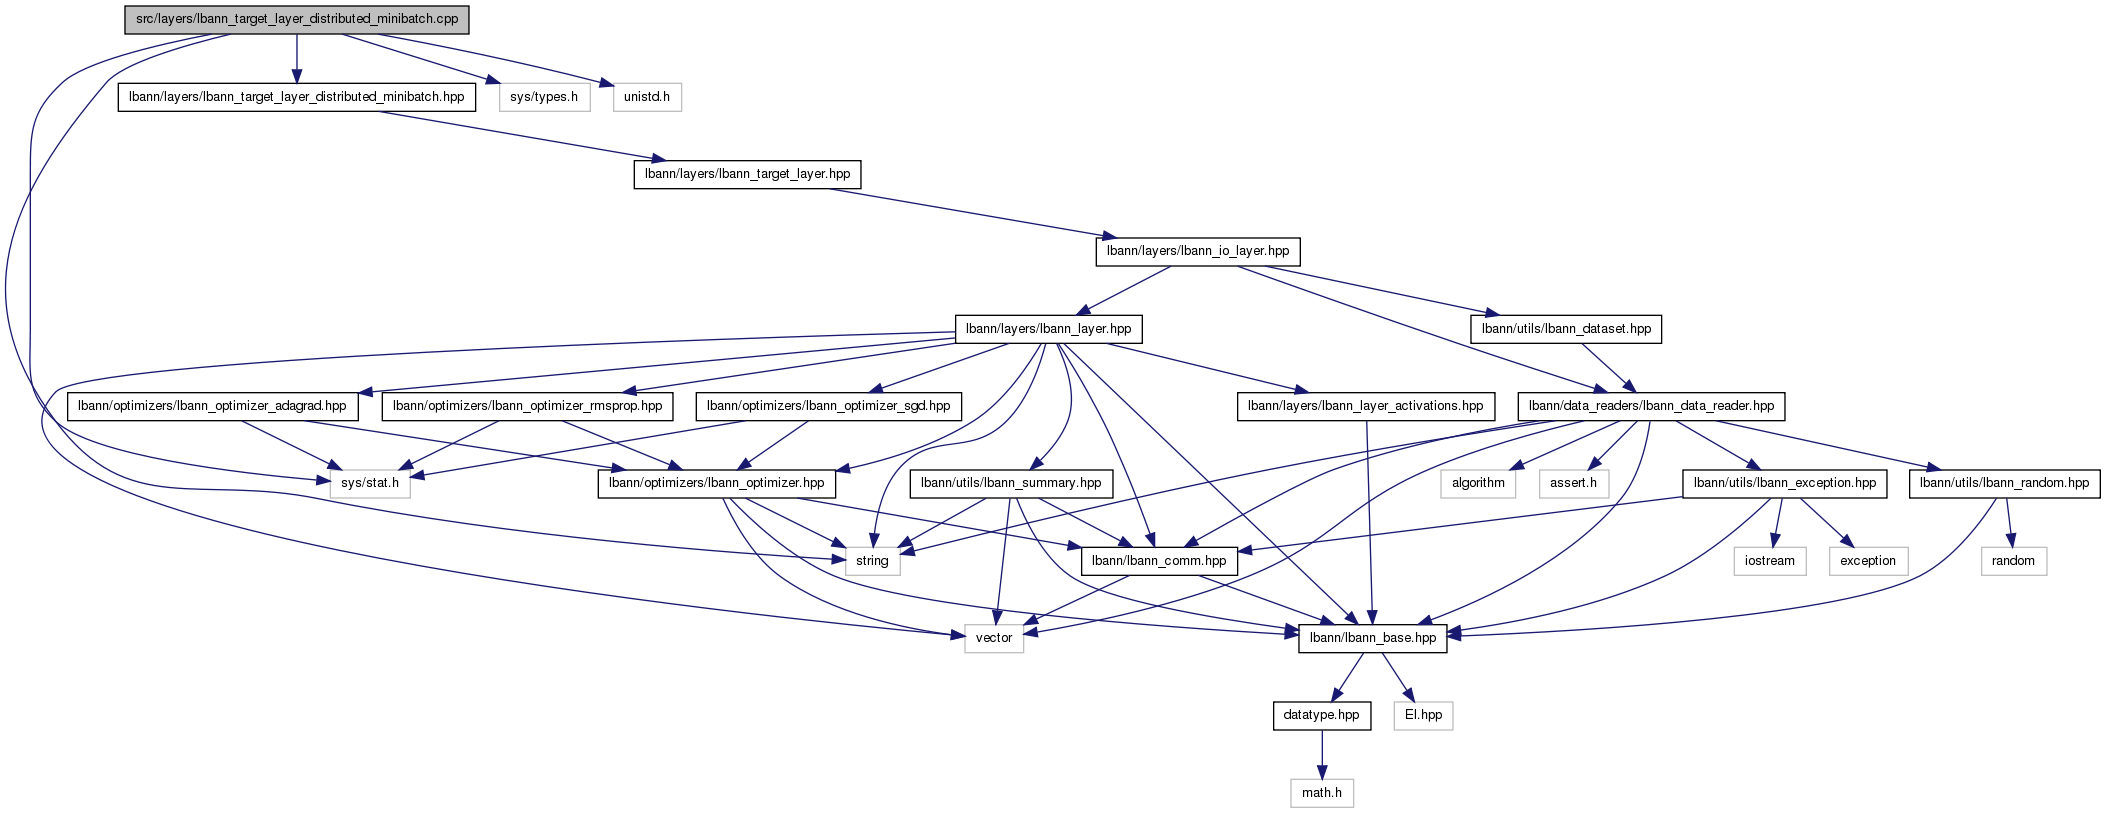 src/layers/lbann_target_layer_distributed_minibatch.cpp
lbann/layers/lbann_target_layer_distributed_minibatch.hpp
sys/types.h
unistd.h
lbann/layers/lbann_target_layer.hpp
lbann/layers/lbann_io_layer.hpp
lbann/layers/lbann_layer.hpp
lbann/utils/lbann_dataset.hpp
lbann/optimizers/lbann_optimizer_adagrad.hpp
lbann/optimizers/lbann_optimizer_rmsprop.hpp
lbann/optimizers/lbann_optimizer_sgd.hpp
lbann/layers/lbann_layer_activations.hpp
lbann/data_readers/lbann_data_reader.hpp
sys/stat.h
lbann/optimizers/lbann_optimizer.hpp
lbann/utils/lbann_summary.hpp
algorithm
assert.h
lbann/utils/lbann_exception.hpp
lbann/utils/lbann_random.hpp
string
lbann/lbann_comm.hpp
iostream
exception
random
vector
lbann/lbann_base.hpp
datatype.hpp
El.hpp
math.h